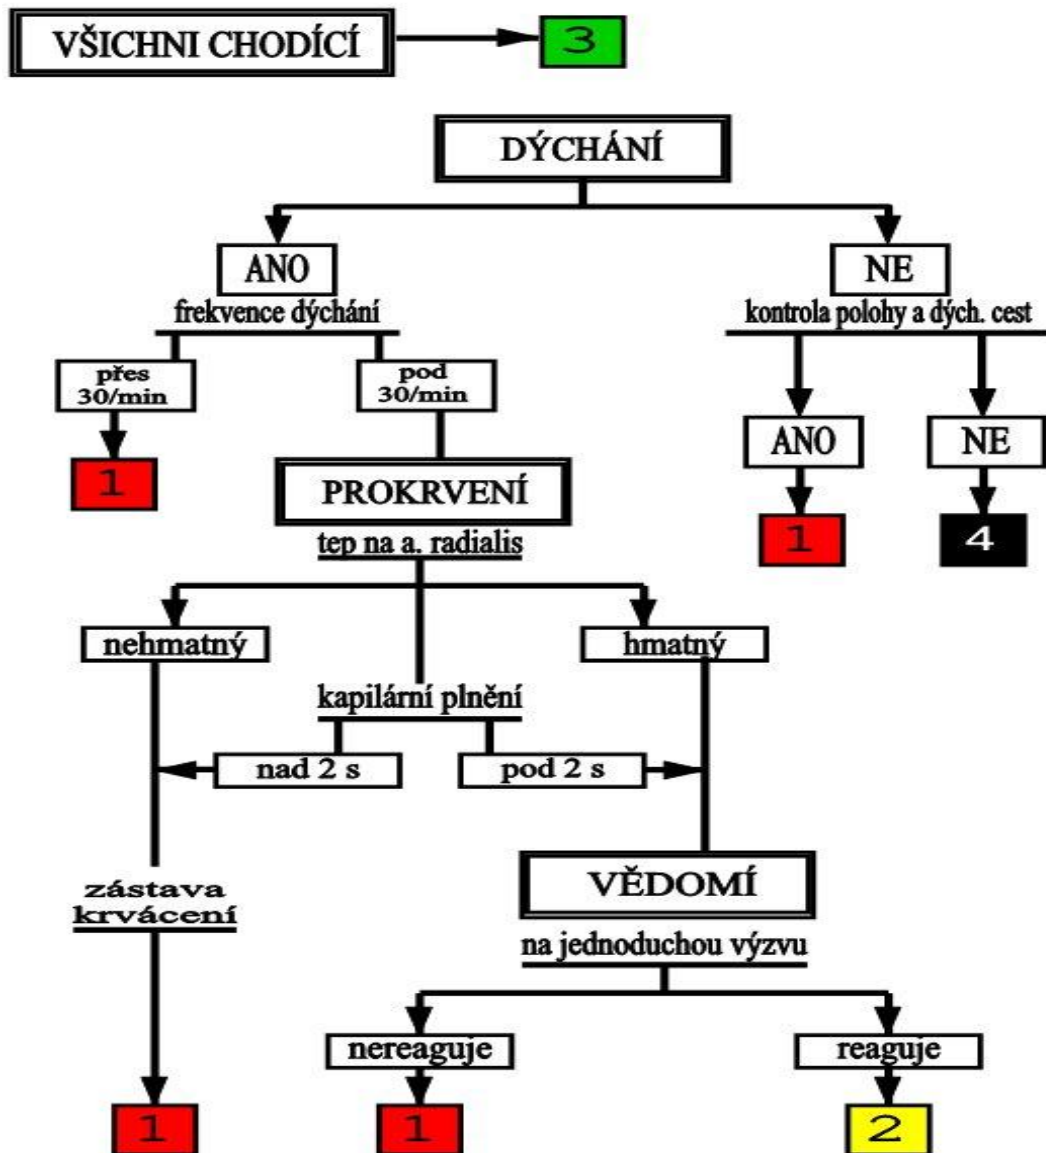 VŠICHNI CHODÍCÍ
3
DÝCHÁNÍ
ANO
NE
frekvence dýchání
kontrola polohy a dých. cest
přes
30/min
pod
30/min
ANO
NE
1
PROKRVENÍ
1
4
tep na a. radialis
nehmatný
hmatný
kapilární plnění
nad 2 s
pod 2 s
zástava
krvácení
VĚDOMÍ
na jednoduchou výzvu
nereaguje
reaguje
1
1
2